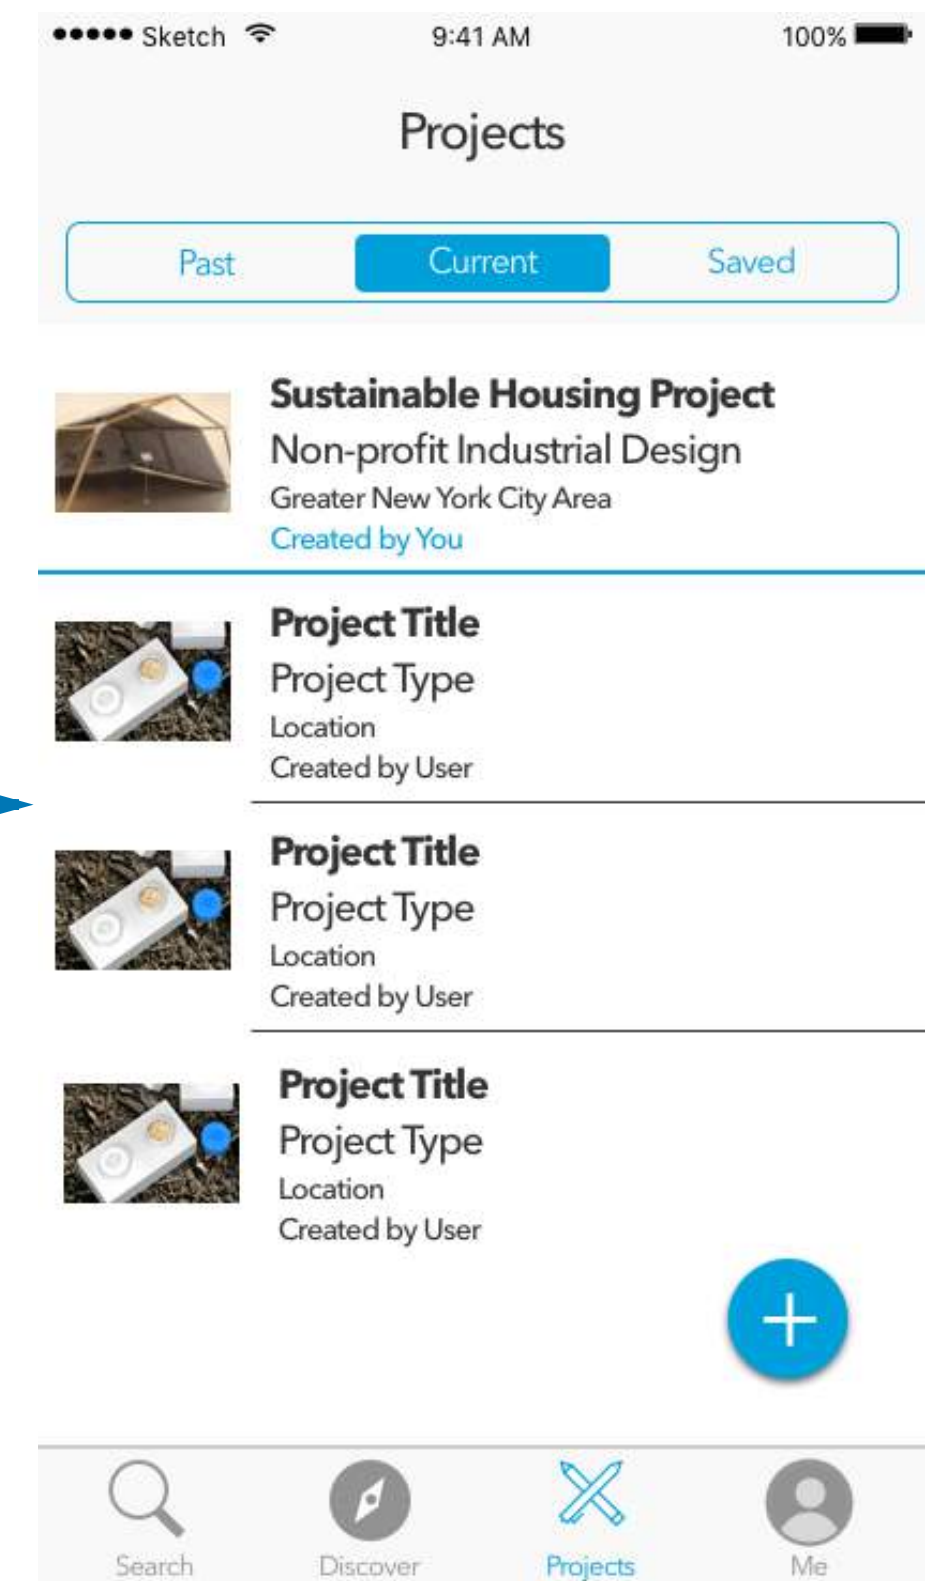 Sketch 9:41 AM 100%
Projects
Past Current Saved
Sustainable Housing Project
Non-profit Industrial Design
Greater New York City Area
Created by You
Project Title
Project Type
Location
Created by User
Project Title
Project Type
Location
Created by User
Project Title
Project Type
Location
Created by User
Search Discover Projects Me